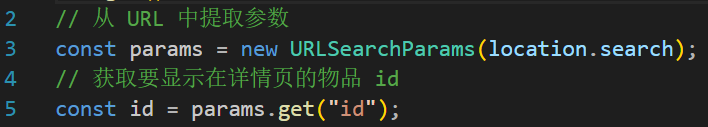 2 // 从 URL 中提取参数
3 const params = new URLSearchParams(location.search);
4 // 获取要显示在详情页的物品 id
5 const id = params.get("id");